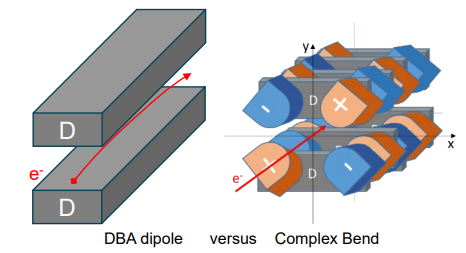 D
e-
D
y
x
D
D
+
-
+
-
e-
DBA dipole versus Complex Bend